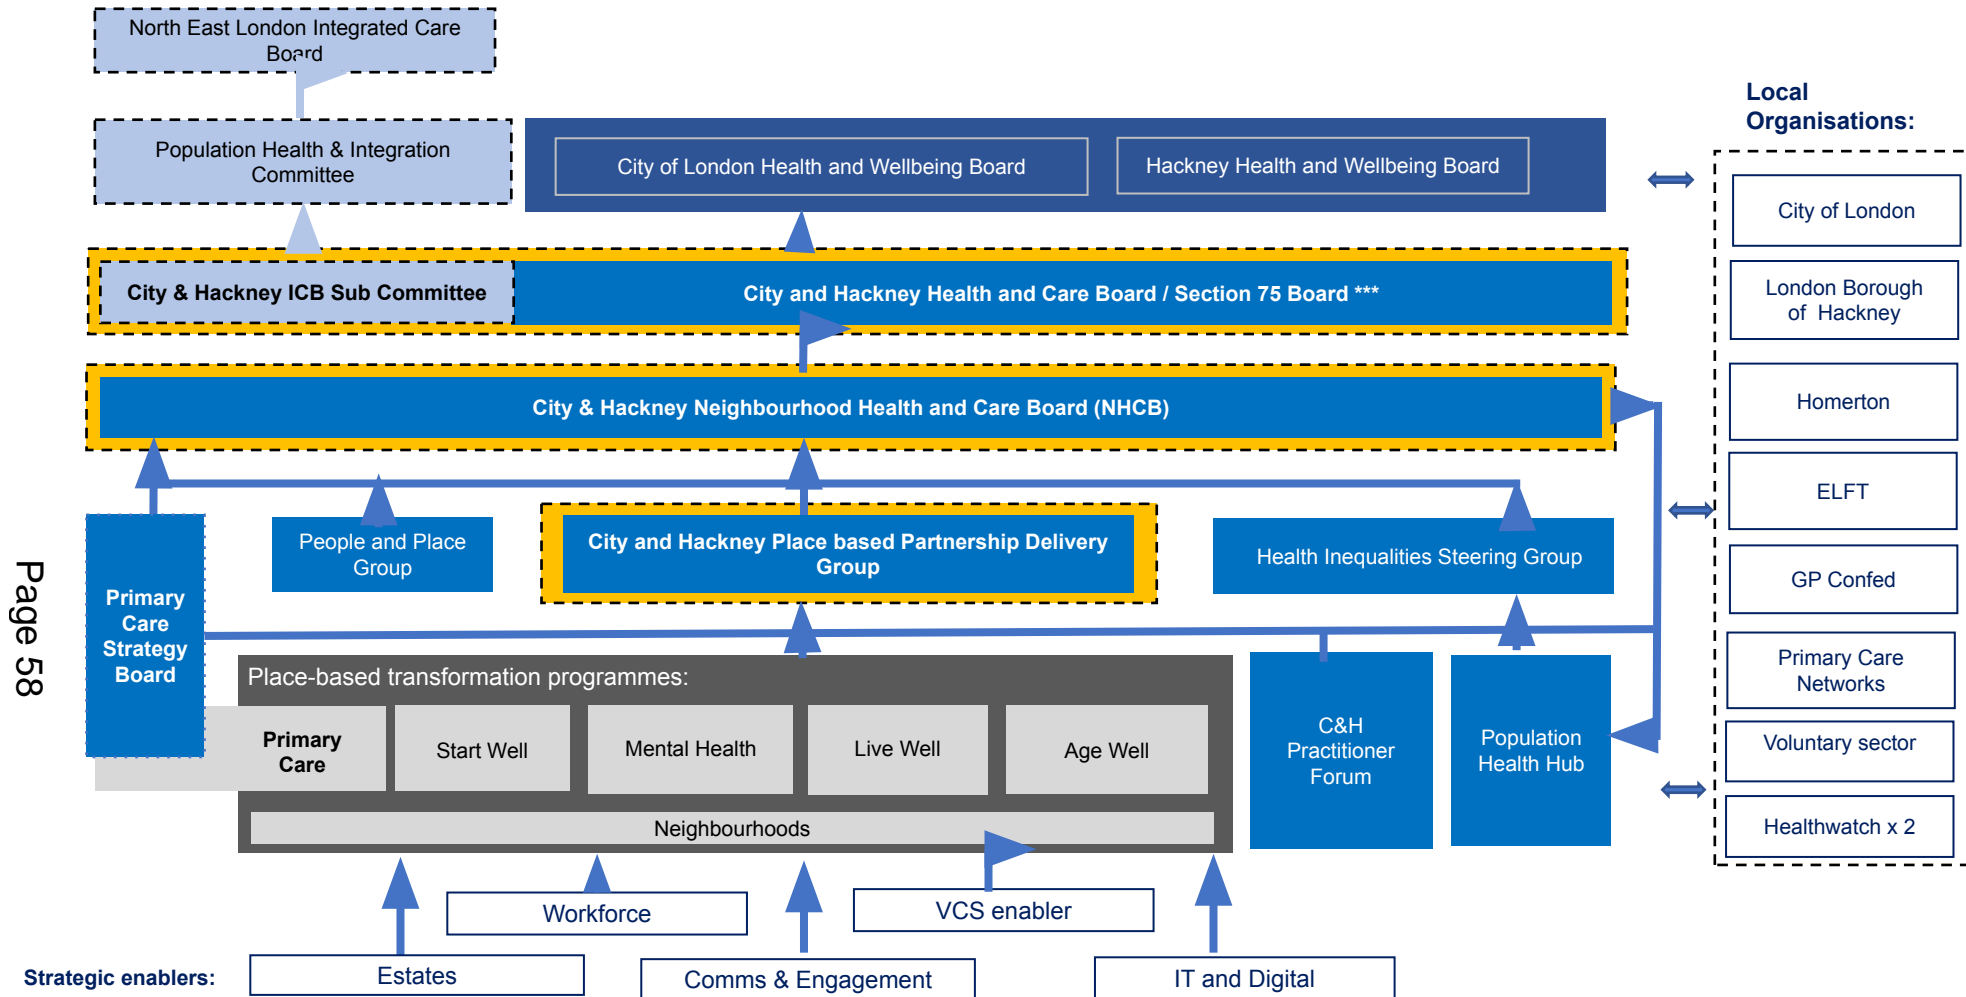 North East London Integrated Care
Board
Population Health & Integration
Committee
City of London Health and Wellbeing Board
Hackney Health and Wellbeing Board
City & Hackney ICB Sub Committee
City and Hackney Health and Care Board / Section 75 Board ***
City & Hackney Neighbourhood Health and Care Board (NHCB)
People and Place
Group
City and Hackney Place based Partnership Delivery
Group
Health Inequalities Steering Group
Primary
Care
Strategy
Board
Place-based transformation programmes:
Primary
Care
Start Well
Mental Health
Live Well
Age Well
Neighbourhoods
C&H
Practitioner
Forum
Population
Health Hub
Workforce
VCS enabler
Strategic enablers:
Estates
Comms & Engagement
IT and Digital
Local
Organisations:
City of London
London Borough
of Hackney
Homerton
ELFT
GP Confed
Primary Care
Networks
Voluntary sector
Healthwatch x 2
Page 58